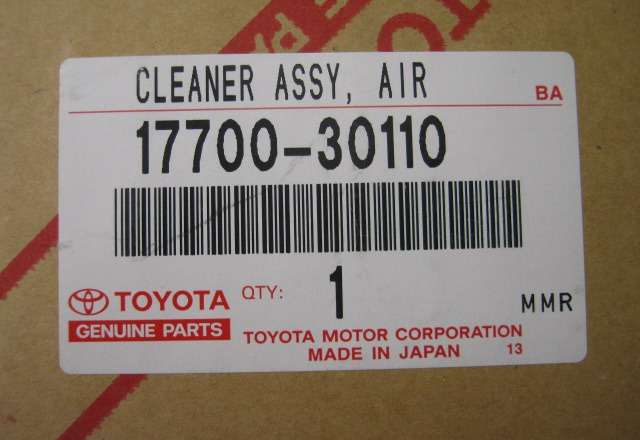 CLEANER ASSY, AIR
BA
17700-30110
TOYOTA
GENUINE PARTS
QTY: 1
MMR
TOYOTA MOTOR CORPORATION
MADE IN JAPAN 13